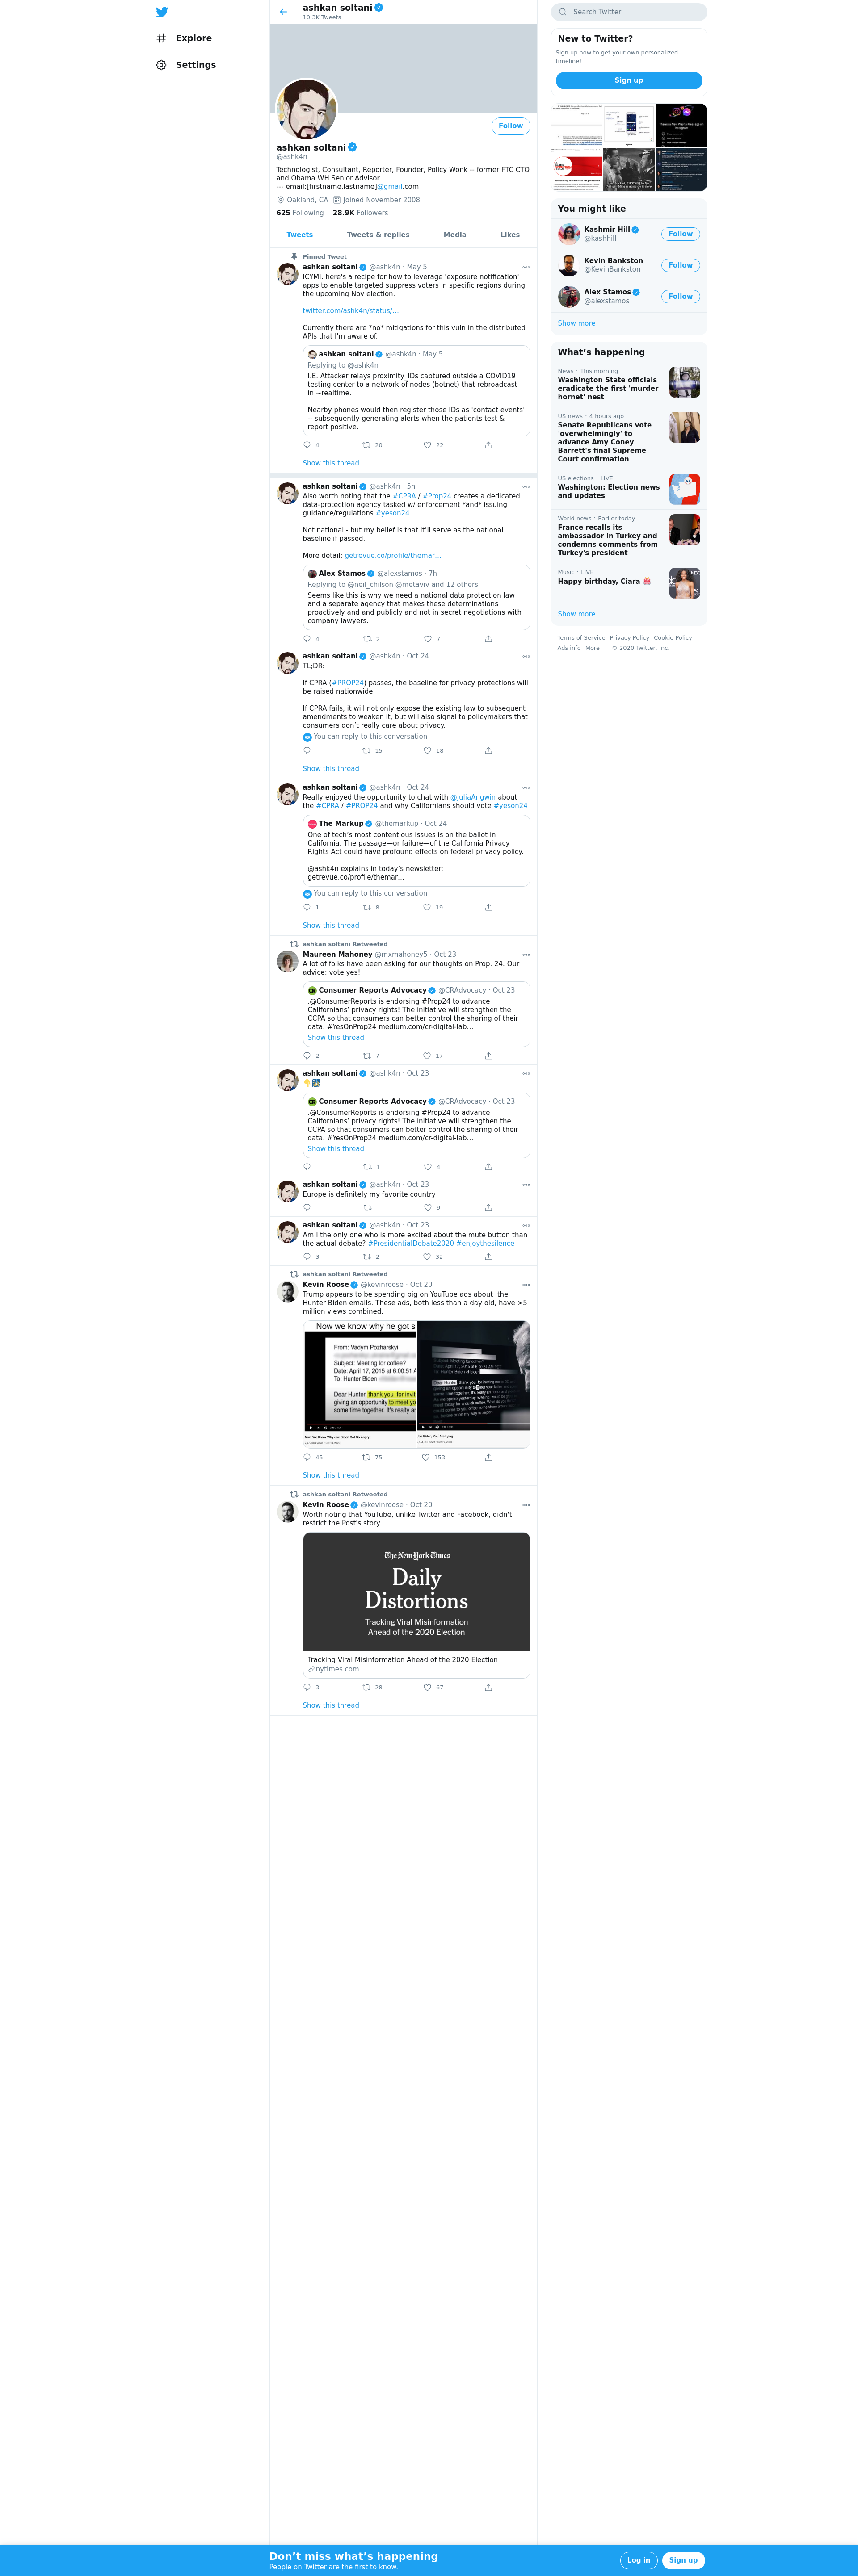 Explore
Settings
ashkan soltani
10.3K Tweets
Follow
ashkan soltani
@ashk4n
Technologist, Consultant, Reporter, Founder, Policy Wonk -- former FTC CTO
and Obama WH Senior Advisor.
--- email:[firstname.lastname]@gmail.com
Oakland, CA Joined November 2008
625 Following 28.9K Followers
Tweets Tweets & replies Media Likes
Pinned Tweet
ashkan soltani @ashk4n · May 5
ICYMI: here's a recipe for how to leverage 'exposure notification'
apps to enable targeted suppress voters in specific regions during
the upcoming Nov election.
twitter.com/ashk4n/status/…
Currently there are *no* mitigations for this vuln in the distributed
APIs that I'm aware of.
ashkan soltani @ashk4n · May 5
Replying to @ashk4n
I.E. Attacker relays proximity_IDs captured outside a COVID19
testing center to a network of nodes (botnet) that rebroadcast
in ~realtime.
Nearby phones would then register those IDs as 'contact events'
-- subsequently generating alerts when the patients test &
report positive.
4 20 22
Show this thread
ashkan soltani @ashk4n · 5h
Also worth noting that the #CPRA / #Prop24 creates a dedicated
data-protection agency tasked w/ enforcement *and* issuing
guidance/regulations #yeson24
Not national - but my belief is that it'll serve as the national
baseline if passed.
More detail: getrevue.co/profile/themar…
Alex Stamos @alexstamos · 7h
Replying to @neil_chilson @metaviv and 12 others
Seems like this is why we need a national data protection law
and a separate agency that makes these determinations
proactively and and publicly and not in secret negotiations with
company lawyers.
4 2 7
ashkan soltani @ashk4n · Oct 24
TL;DR:
If CPRA (#PROP24) passes, the baseline for privacy protections will
be raised nationwide.
If CPRA fails, it will not only expose the existing law to subsequent
amendments to weaken it, but will also signal to policymakers that
consumers don't really care about privacy.
You can reply to this conversation
15 18
Show this thread
ashkan soltani @ashk4n · Oct 24
Really enjoyed the opportunity to chat with @JuliaAngwin about
the #CPRA / #PROP24 and why Californians should vote #yeson24
The Markup @themarkup · Oct 24
One of tech's most contentious issues is on the ballot in
California. The passage—or failure—of the California Privacy
Rights Act could have profound effects on federal privacy policy.
@ashk4n explains in today's newsletter:
getrevue.co/profile/themar…
You can reply to this conversation
1 8 19
Show this thread
ashkan soltani Retweeted
Maureen Mahoney @mxmahoney5 · Oct 23
A lot of folks have been asking for our thoughts on Prop. 24. Our
advice: vote yes!
CR Consumer Reports Advocacy @CRAdvocacy · Oct 23
.@ConsumerReports is endorsing #Prop24 to advance
Californians' privacy rights! The initiative will strengthen the
CCPA so that consumers can better control the sharing of their
data. #YesOnProp24 medium.com/cr-digital-lab…
Show this thread
2 7 17
ashkan soltani @ashk4n · Oct 23
CR Consumer Reports Advocacy @CRAdvocacy · Oct 23
.@ConsumerReports is endorsing #Prop24 to advance
Californians' privacy rights! The initiative will strengthen the
CCPA so that consumers can better control the sharing of their
data. #YesOnProp24 medium.com/cr-digital-lab…
Show this thread
1 4
ashkan soltani @ashk4n · Oct 23
Europe is definitely my favorite country
9
ashkan soltani @ashk4n · Oct 23
Am I the only one who is more excited about the mute button than
the actual debate? #PresidentialDebate2020 #enjoythesilence
3 2 32
ashkan soltani Retweeted
Kevin Roose @kevinroose · Oct 20
Trump appears to be spending big on YouTube ads about the
Hunter Biden emails. These ads, both less than a day old, have >5
million views combined.
Now we know why he got s
From: Vadym Pozharskyi
Subject: Meeting for coffee?
Date: April 17, 2015 at 6:00:51 A
To: Hunter Biden
Dear Hunter, thank you for invit
giving an opportunity to meet yo
some time together. It's really ar
45 75 153
Show this thread
ashkan soltani Retweeted
Kevin Roose @kevinroose · Oct 20
Worth noting that YouTube, unlike Twitter and Facebook, didn't
restrict the Post's story.
The New York Times
Daily
Distortions
Tracking Viral Misinformation
Ahead of the 2020 Election
Tracking Viral Misinformation Ahead of the 2020 Election
nytimes.com
3 28 67
Show this thread
Search Twitter
New to Twitter?
Sign up now to get your own personalized
timeline!
Sign up
You might like
Kashmir Hill
@kashhill
Follow
Kevin Bankston
@KevinBankston
Follow
Alex Stamos
@alexstamos
Follow
Show more
What's happening
News · This morning
Washington State officials
eradicate the first 'murder
hornet' nest
US news · 4 hours ago
Senate Republicans vote
'overwhelmingly' to
advance Amy Coney
Barrett's final Supreme
Court confirmation
US elections · LIVE
Washington: Election news
and updates
World news · Earlier today
France recalls its
ambassador in Turkey and
condemns comments from
Turkey's president
Music · LIVE
Happy birthday, Ciara
Show more
Terms of Service Privacy Policy Cookie Policy
Ads info More © 2020 Twitter, Inc.
Don't miss what's happening
People on Twitter are the first to know.
Log in
Sign up